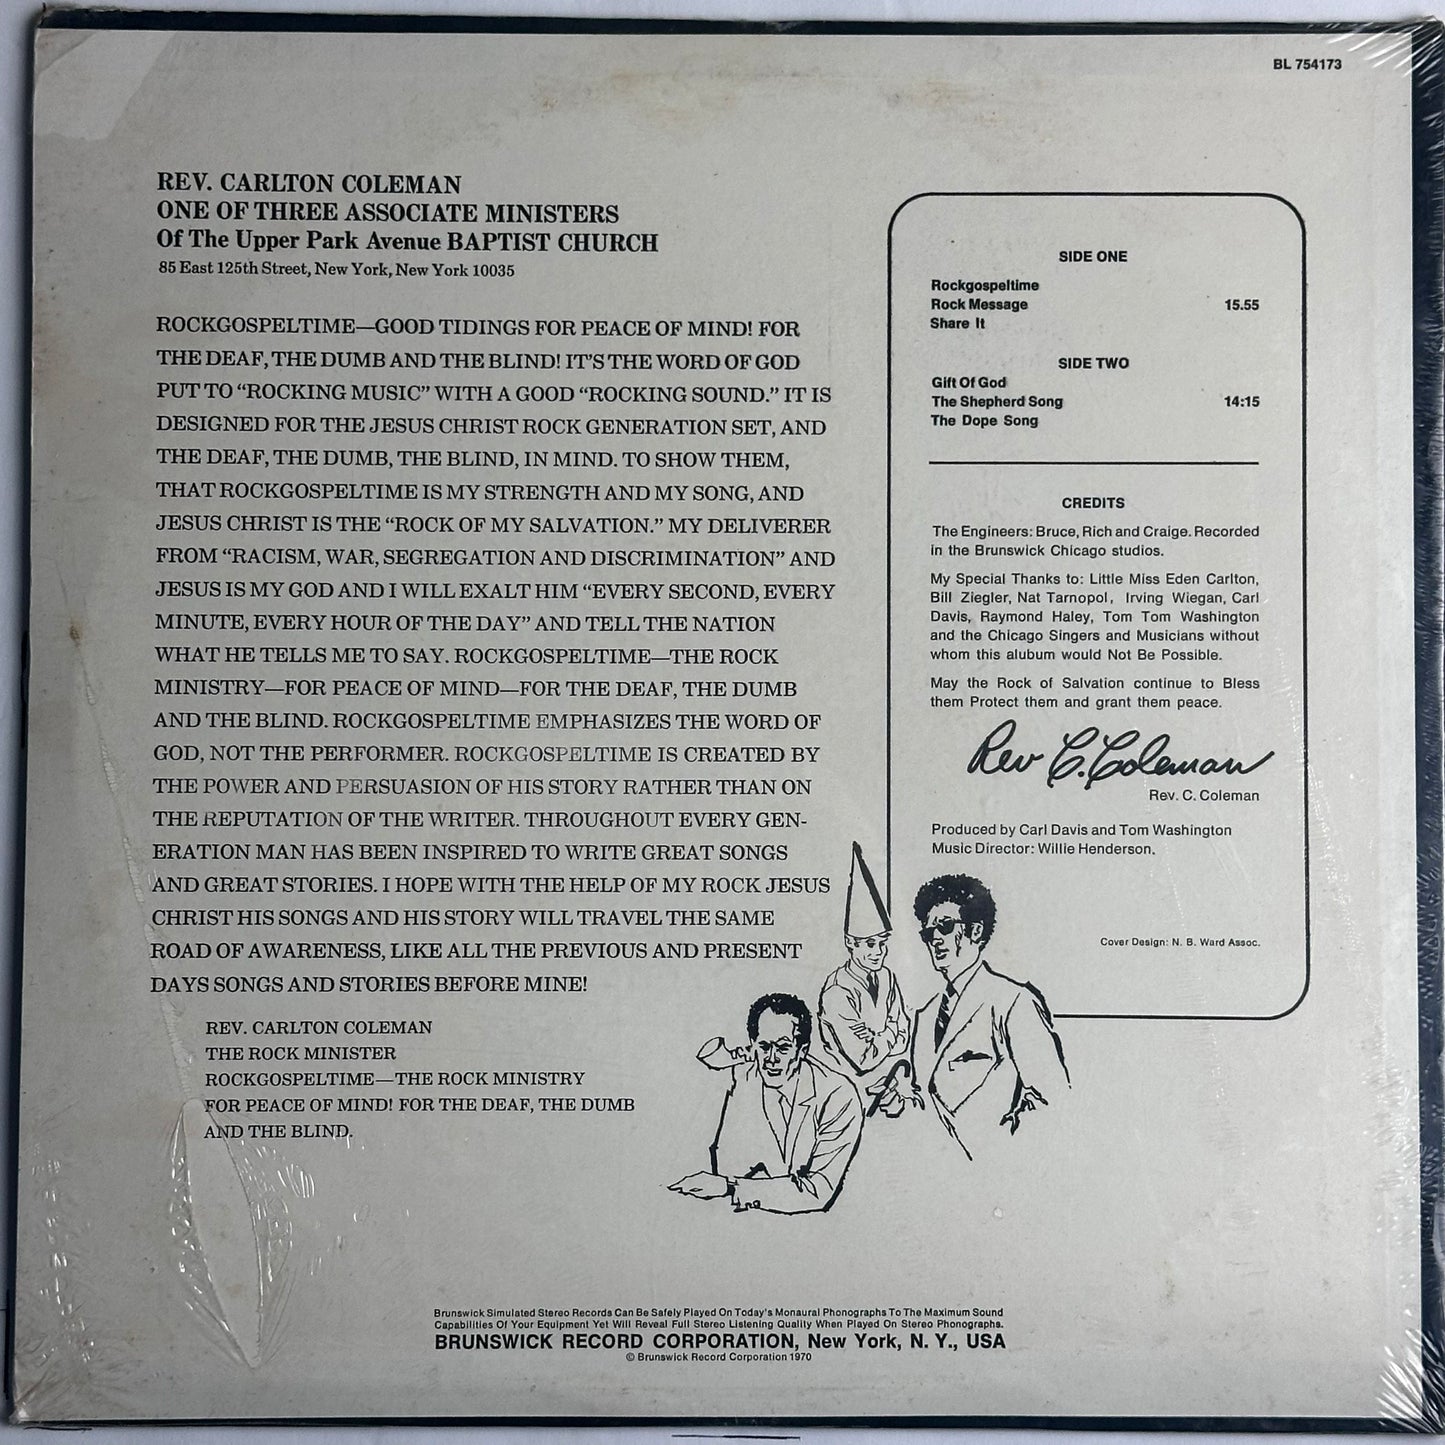 BL 754173
REV. CARLTON COLEMAN
ONE OF THREE ASSOCIATE MINISTERS
Of The Upper Park Avenue BAPTIST CHURCH
85 East 125th Street, New York, New York 10035
ROCKGOSPELTIME—GOOD TIDINGS FOR PEACE OF MIND! FOR
THE DEAF, THE DUMB AND THE BLIND! IT'S THE WORD OF GOD
PUT TO “ROCKING MUSIC” WITH A GOOD “ROCKING SOUND.” IT IS
DESIGNED FOR THE JESUS CHRIST ROCK GENERATION SET, AND
THE DEAF, THE DUMB, THE BLIND, IN MIND. TO SHOW THEM,
THAT ROCKGOSPELTIME IS MY STRENGTH AND MY SONG, AND
JESUS CHRIST IS THE “ROCK OF MY SALVATION.” MY DELIVERER
FROM “RACISM, WAR, SEGREGATION AND DISCRIMINATION” AND
JESUS IS MY GOD AND I WILL EXALT HIM “EVERY SECOND, EVERY
MINUTE, EVERY HOUR OF THE DAY” AND TELL THE NATION
WHAT HE TELLS ME TO SAY. ROCKGOSPELTIME—THE ROCK
MINISTRY—FOR PEACE OF MIND—FOR THE DEAF, THE DUMB
AND THE BLIND. ROCKGOSPELTIME EMPHASIZES THE WORD OF
GOD, NOT THE PERFORMER. ROCKGOSPELTIME IS CREATED BY
THE POWER AND PERSUASION OF HIS STORY RATHER THAN ON
THE REPUTATION OF THE WRITER. THROUGHOUT EVERY GEN-
ERATION MAN HAS BEEN INSPIRED TO WRITE GREAT SONGS
AND GREAT STORIES. I HOPE WITH THE HELP OF MY ROCK JESUS
CHRIST HIS SONGS AND HIS STORY WILL TRAVEL THE SAME
ROAD OF AWARENESS, LIKE ALL THE PREVIOUS AND PRESENT
DAYS SONGS AND STORIES BEFORE MINE!
REV. CARLTON COLEMAN
THE ROCK MINISTER
ROCKGOSPELTIME—THE ROCK MINISTRY
FOR PEACE OF MIND! FOR THE DEAF, THE DUMB
AND THE BLIND.
SIDE ONE
Rockgospeltime
Rock Message 15.55
Share It
SIDE TWO
Gift Of God
The Shepherd Song 14:15
The Dope Song
CREDITS
The Engineers: Bruce, Rich and Craige. Recorded
in the Brunswick Chicago studios.
My Special Thanks to: Little Miss Eden Carlton,
Bill Ziegler, Nat Tarnopol, Irving Wiegan, Carl
Davis, Raymond Haley, Tom Tom Washington
and the Chicago Singers and Musicians without
whom this alubum would Not Be Possible.
May the Rock of Salvation continue to Bless
them Protect them and grant them peace.
Rev C. Coleman
Rev. C. Coleman
Produced by Carl Davis and Tom Washington
Music Director: Willie Henderson.
Cover Design: N. B. Ward Assoc.
Brunswick Simulated Stereo Records Can Be Safely Played On Today's Monaural Phonographs To The Maximum Sound
Capabilities Of Your Equipment Yet Will Reveal Full Stereo Listening Quality When Played On Stereo Phonographs.
BRUNSWICK RECORD CORPORATION, New York, N. Y., USA
© Brunswick Record Corporation 1970